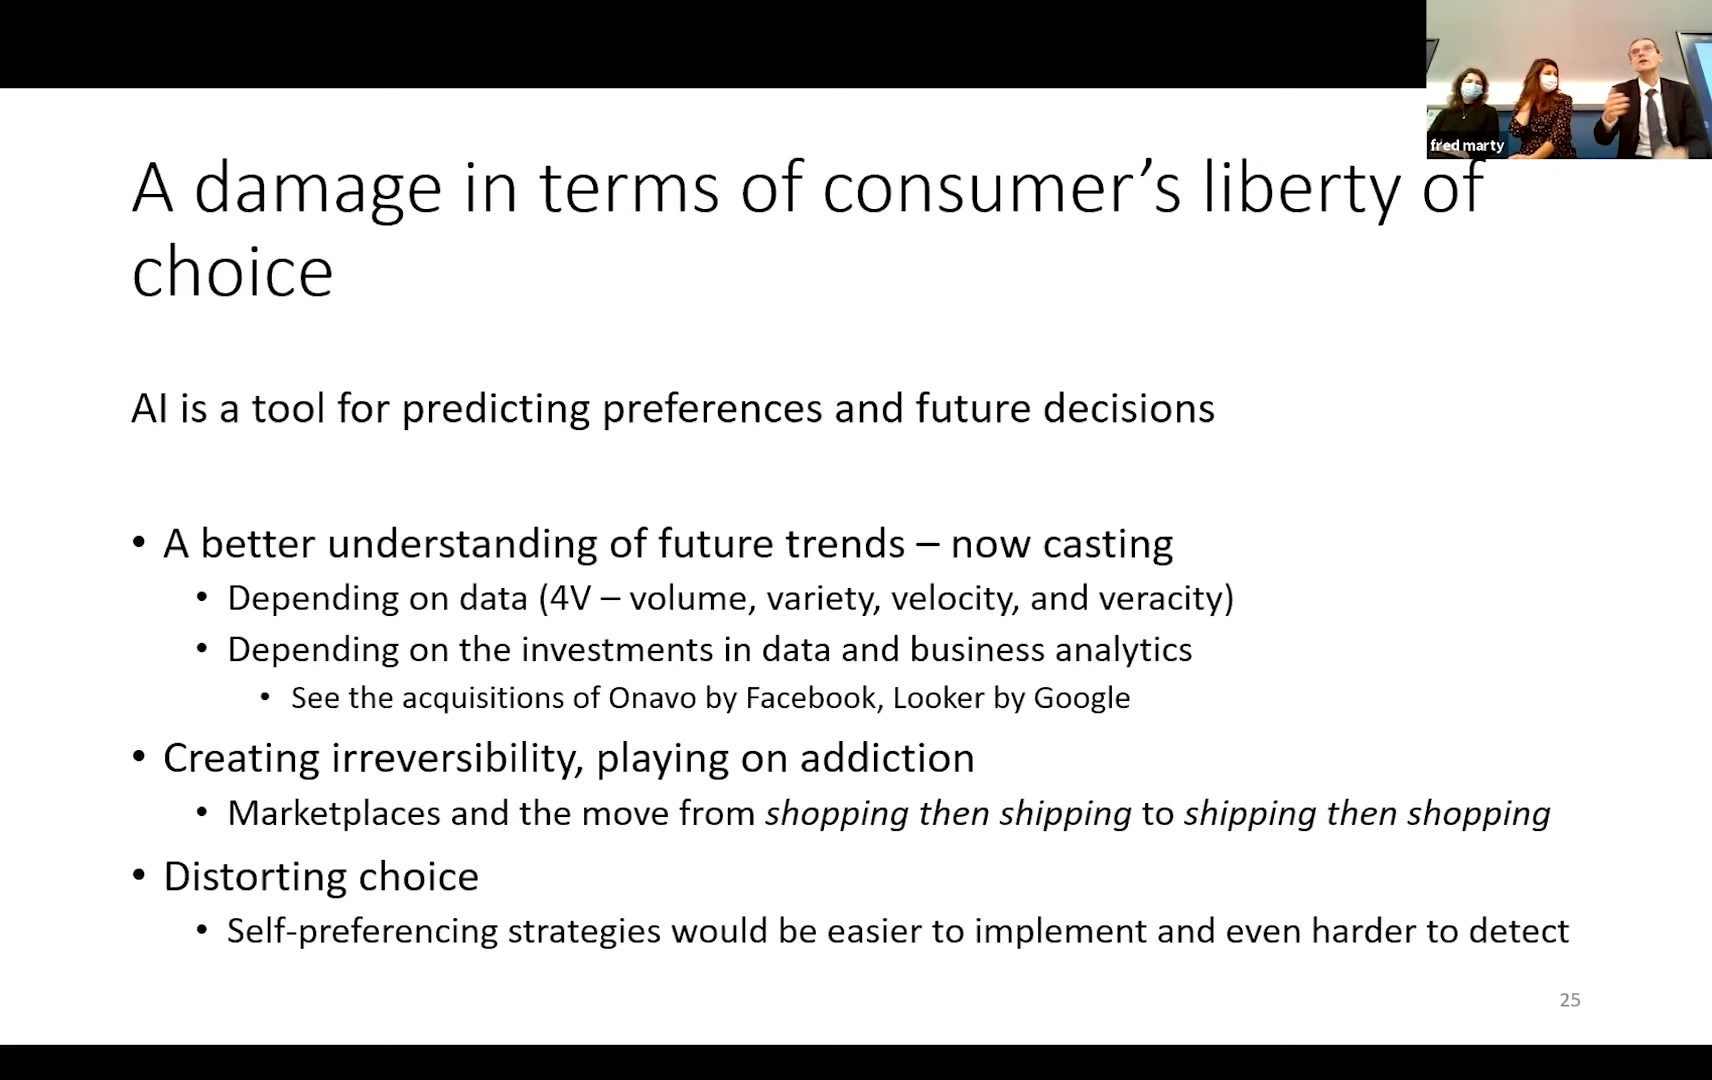 fred marty
A damage in terms of consumer’s liberty of
choice
AI is a tool for predicting preferences and future decisions
• A better understanding of future trends – now casting
• Depending on data (4V – volume, variety, velocity, and veracity)
• Depending on the investments in data and business analytics
• See the acquisitions of Onavo by Facebook, Looker by Google
• Creating irreversibility, playing on addiction
• Marketplaces and the move from shopping then shipping to shipping then shopping
• Distorting choice
• Self-preferencing strategies would be easier to implement and even harder to detect
25